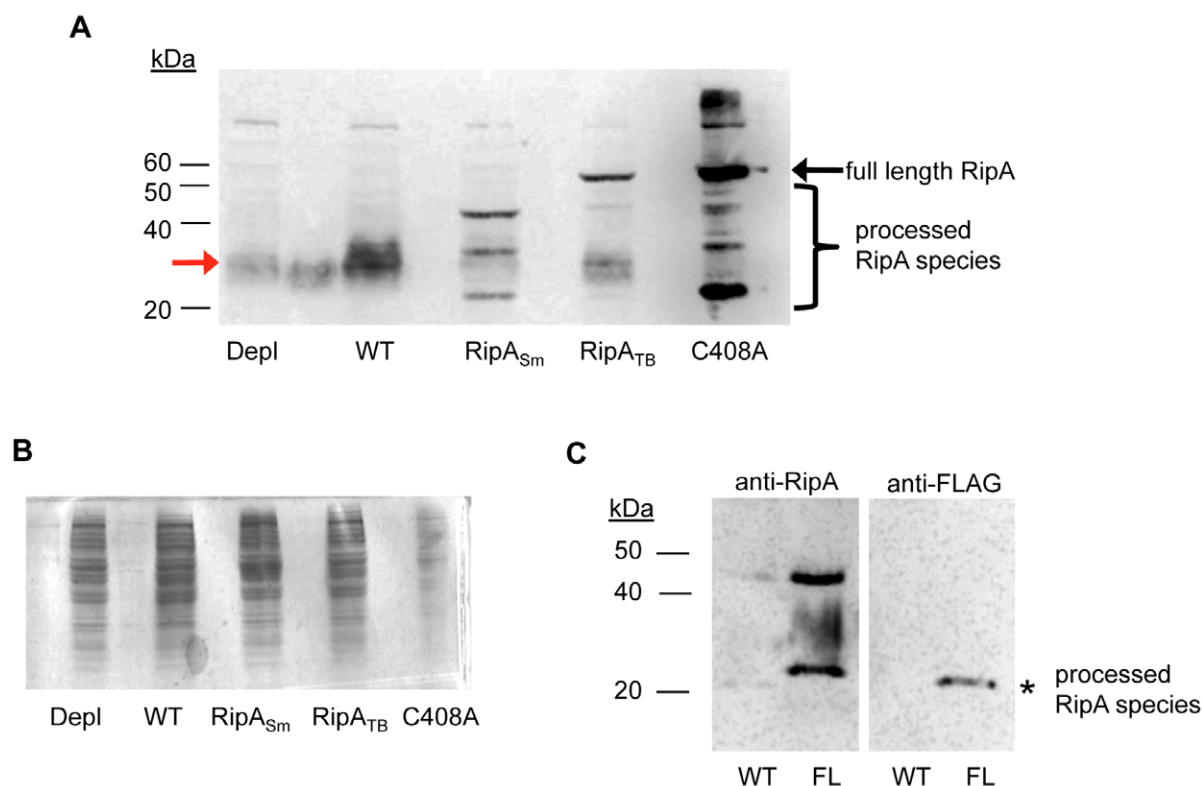 A
kDa
60
50
40
20
full length RipA
processed
RipA species
Depl WT RipASm RipATB C408A
B
Depl WT RipASm RipATB C408A
C
anti-RipA anti-FLAG
kDa
50
40
20
* processed
RipA species
WT FL WT FL